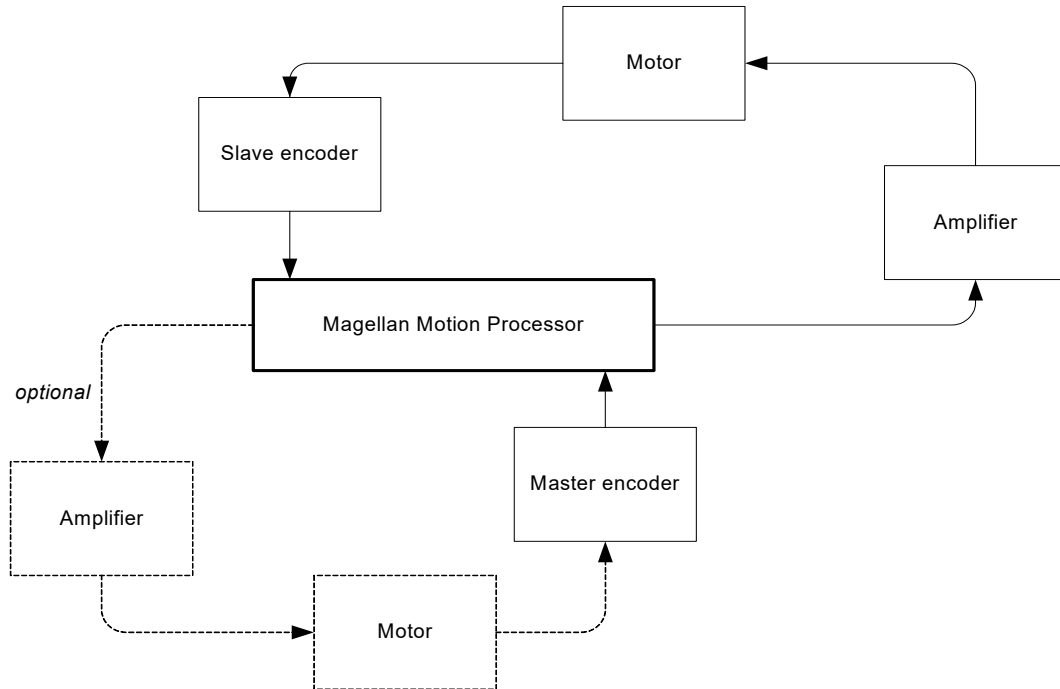 Motor
Slave encoder
Amplifier
Magellan Motion Processor
optional
Master encoder
Amplifier
Motor